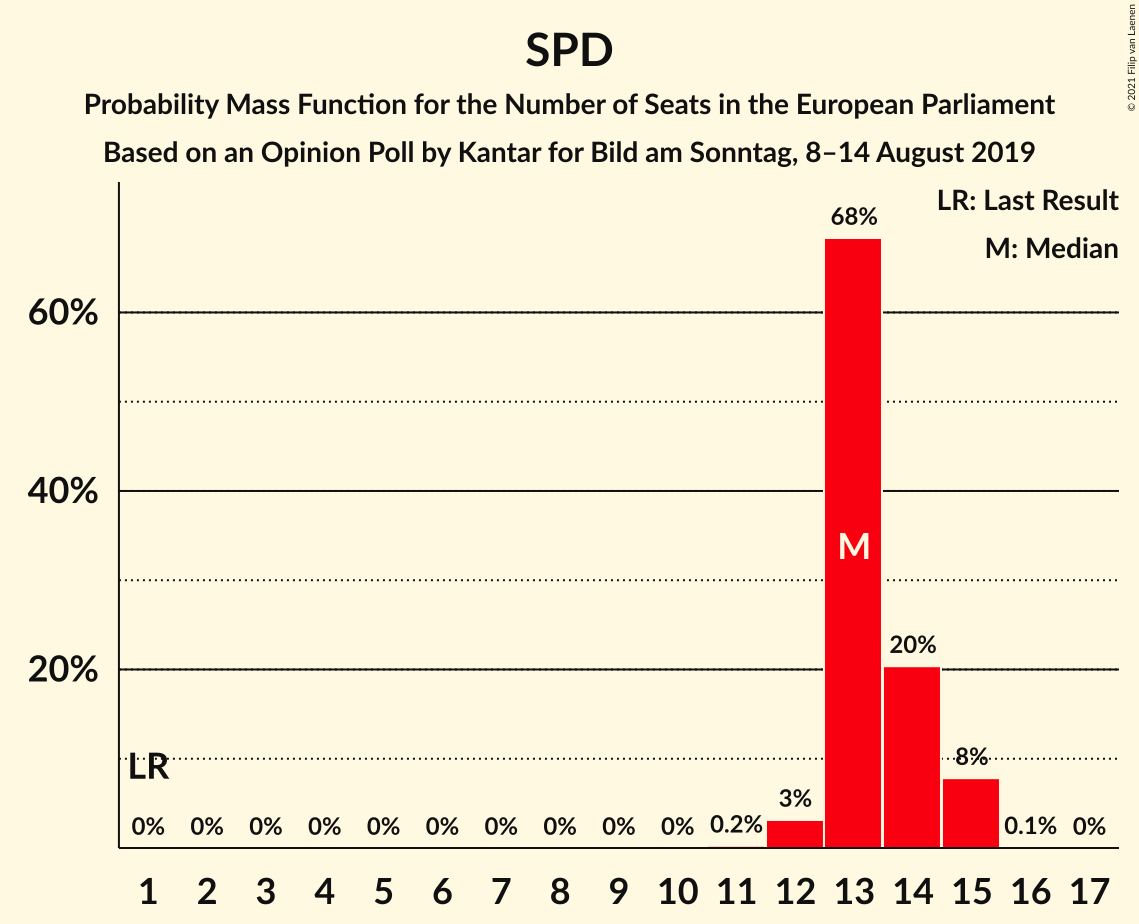 SPD
Probability Mass Function for the Number of Seats in the European Parliament
Based on an Opinion Poll by Kantar for Bild am Sonntag, 8–14 August 2019
© 2021 Filip van Laenen
LR: Last Result
M: Median
68%
60%
40%
M
20%
20%
LR
8%
3%
0% 0% 0% 0% 0% 0% 0% 0% 0% 0% 0.2% 0.1% 0%
1 2 3 4 5 6 7 8 9 10 11 12 13 14 15 16 17